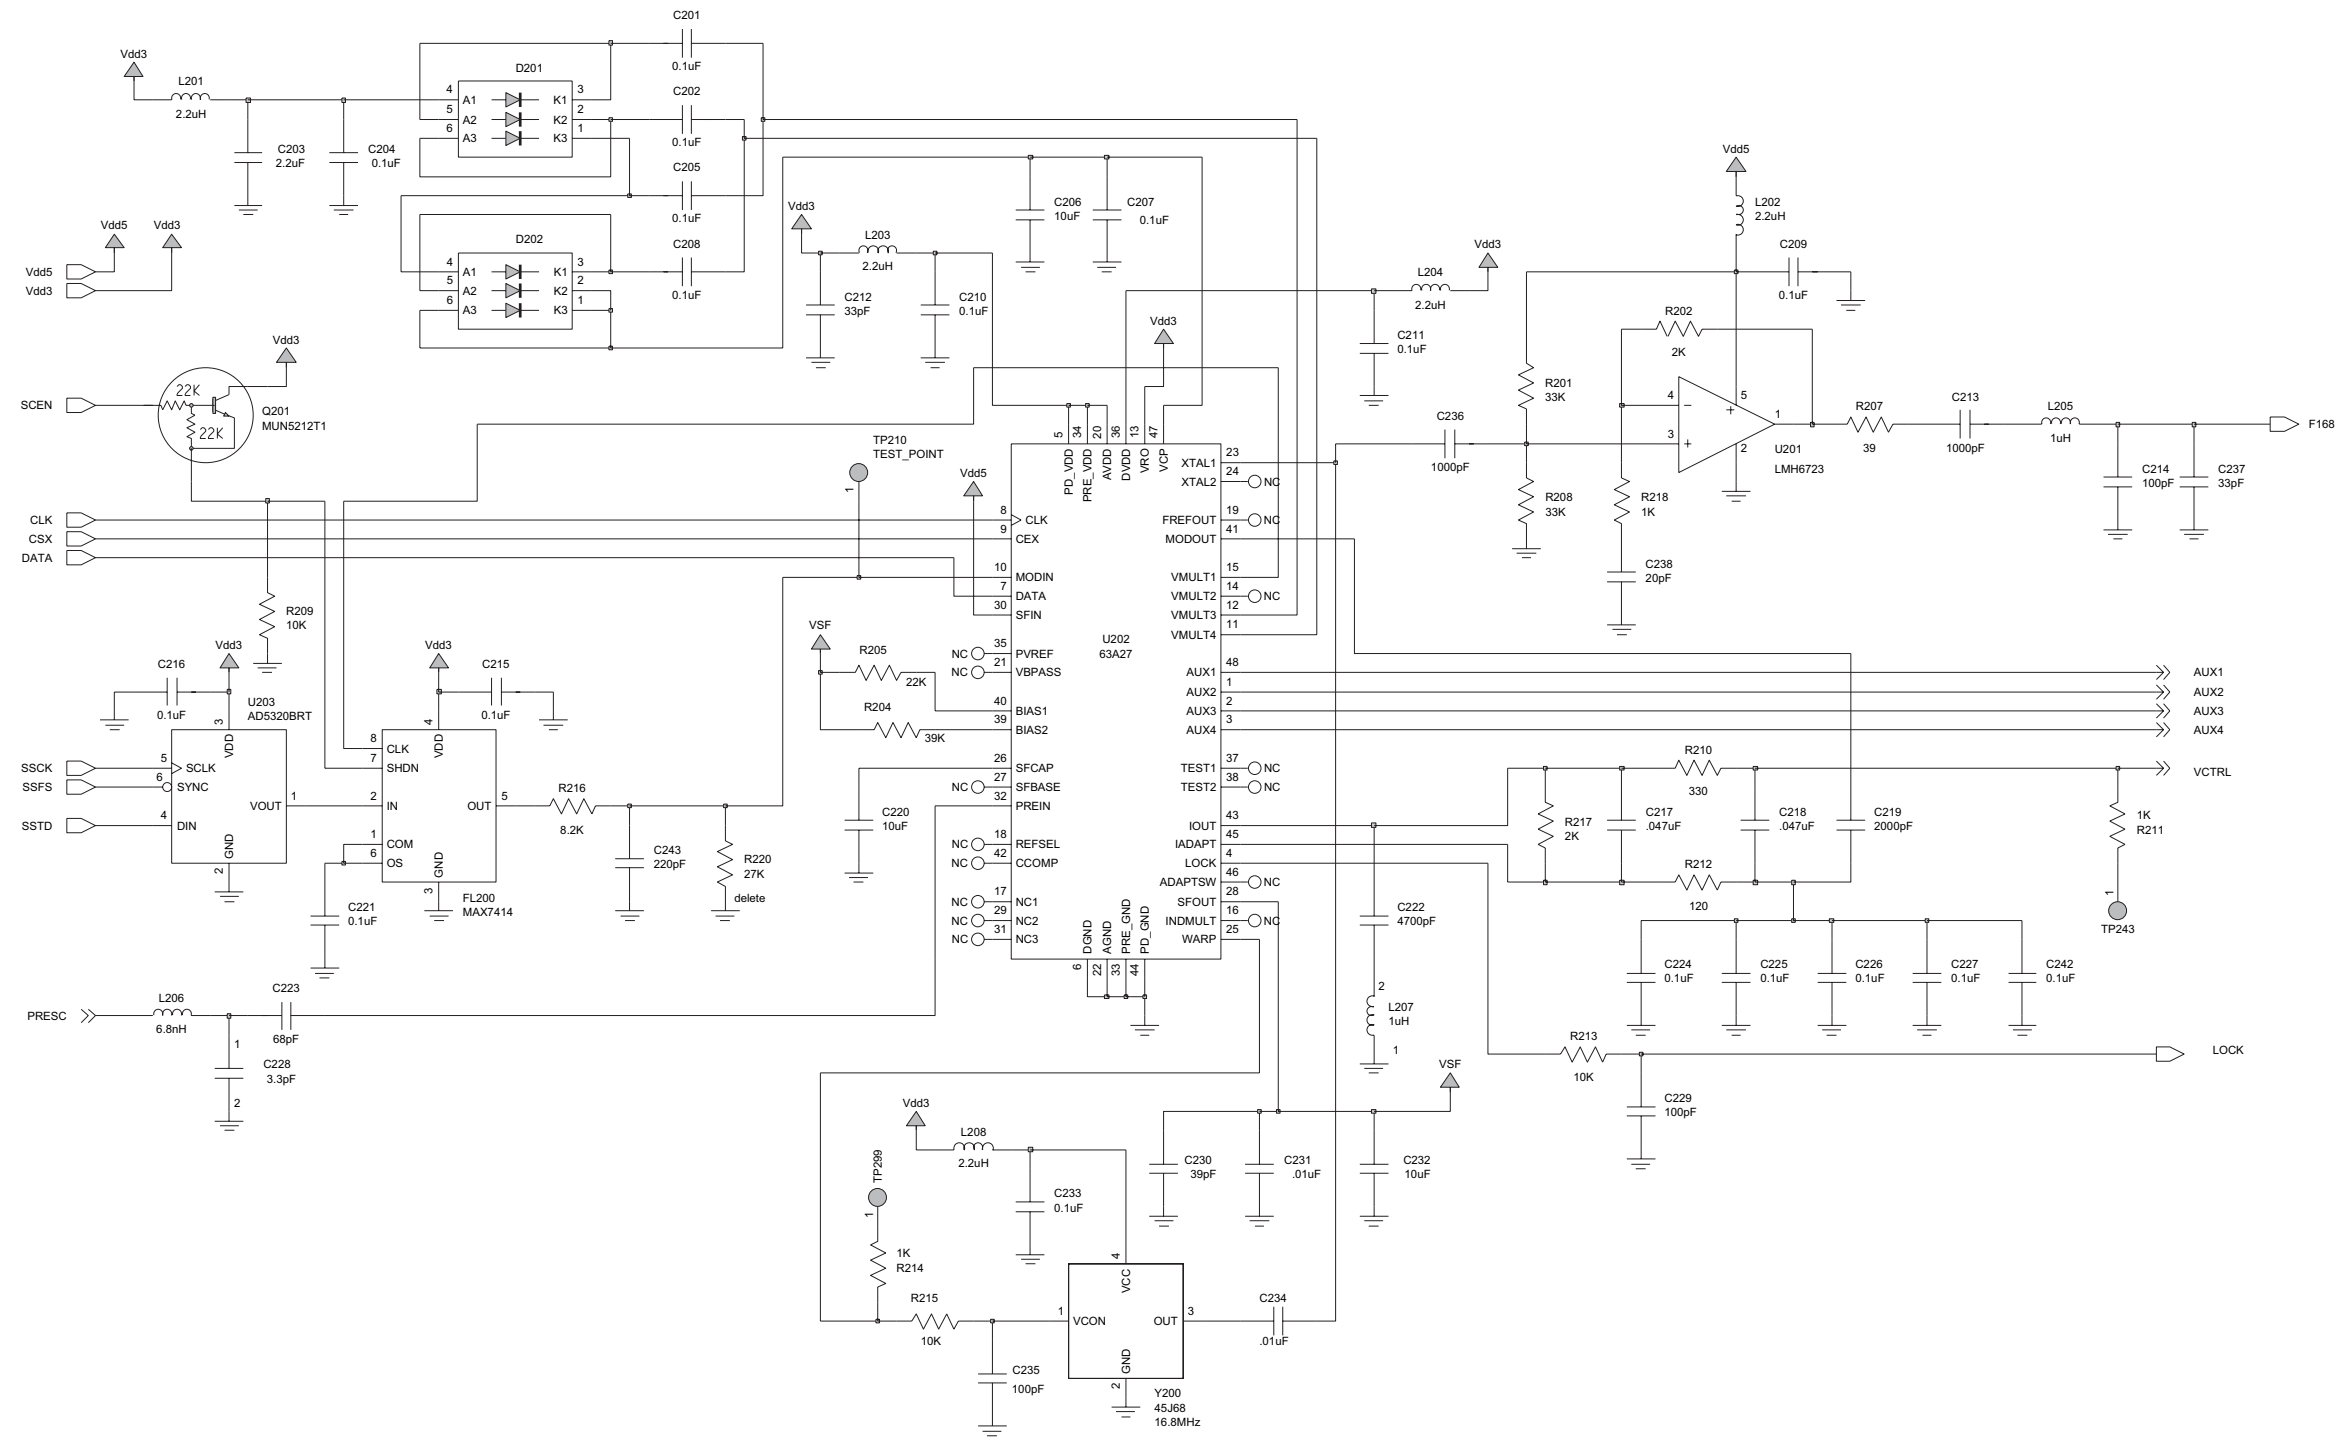 C201
0.1uF
Vdd3
L201
2.2uH
D201
4 A1 K1 3
5 A2 K2 2
6 A3 K3 1
C202
0.1uF
C203
2.2uF
C204
0.1uF
C205
0.1uF
Vdd5
Vdd3
Vdd5
Vdd3
D202
4 A1 K1 3
5 A2 K2 2
6 A3 K3 1
C208
0.1uF
Vdd3
L203
2.2uH
C212
33pF
C210
0.1uF
C206
10uF
C207
0.1uF
Vdd3
L204
2.2uH
C211
0.1uF
Vdd3
Vdd5
L202
2.2uH
C209
0.1uF
R202
2K
R201
33K
C236
1000pF
R208
33K
R218
1K
C238
20pF
4
3
5
1
2
U201
LMH6723
R207
39
C213
1000pF
L205
1uH
C214
100pF
C237
33pF
F168
SCEN
22K
22K
Vdd3
Q201
MUN5212T1
TP210
TEST_POINT
1
Vdd5
CLK
CSX
DATA
R209
10K
5 PD_VDD
34 PRE_VDD
20 AVDD
36 DVDD
13 VRO
47 VCP
8 CLK
9 CEX
10 MODIN
7 DATA
30 SFIN
NC 35 PVREF
NC 21 VBPASS
40 BIAS1
39 BIAS2
26 SFCAP
NC 27 SFBASE
32 PREIN
NC 18 REFSEL
NC 42 CCOMP
NC 17 NC1
NC 29 NC2
NC 31 NC3
U202
63A27
XTAL1 23
XTAL2 24 NC
FREFOUT 19 NC
MODOUT 41
VMULT1 15
VMULT2 14 NC
VMULT3 12
VMULT4 11
AUX1 48
AUX2 1
AUX3 2
AUX4 3
TEST1 37 NC
TEST2 38 NC
IOUT 43
IADAPT 45
LOCK 4
ADAPTSW 46 NC
SFOUT 28
INDMULT 16 NC
WARP 25
6 DGND
22 AGND
33 PRE_GND
44 PD_GND
AUX1
AUX2
AUX3
AUX4
VSF
R205
22K
R204
39K
C220
10uF
C216
0.1uF
Vdd3
U203
AD5320BRT
3 VDD
SSCK 5 SCLK
SSFS 6 SYNC
SSTD 4 DIN
VOUT 1
2 GND
Vdd3
C215
0.1uF
4 VDD
8 CLK
7 SHDN
2 IN
1 COM
6 OS
OUT 5
3 GND
FL200
MAX7414
C221
0.1uF
R216
8.2K
C243
220pF
R220
27K
delete
PRESC
L206
6.8nH
C223
68pF
1
C228
3.3pF
2
R210
330
VCTRL
R217
2K
C217
.047uF
C218
.047uF
C219
2000pF
1K
R211
1
TP243
R212
120
C222
4700pF
2
L207
1uH
1
C224
0.1uF
C225
0.1uF
C226
0.1uF
C227
0.1uF
C242
0.1uF
R213
10K
LOCK
C229
100pF
VSF
C230
39pF
C231
.01uF
C232
10uF
Vdd3
L208
2.2uH
C233
0.1uF
TP299
1
1K
R214
R215
10K
C235
100pF
4 VCC
1 VCON
OUT 3
2 GND
Y200
45J68
16.8MHz
C234
.01uF